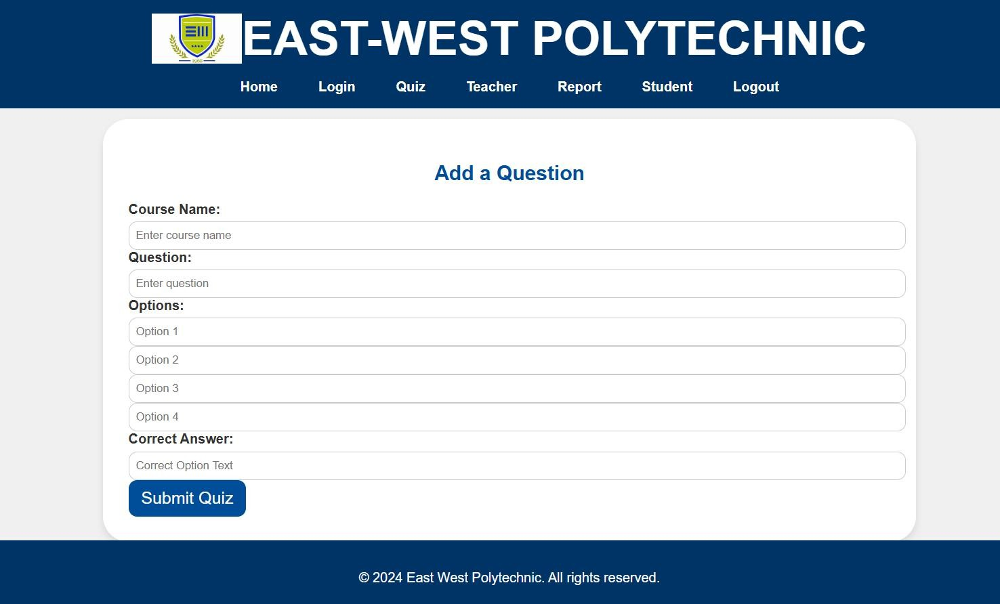 1968
EAST-WEST POLYTECHNIC
Home Login Quiz Teacher Report Student Logout
Add a Question
Course Name:
Enter course name
Question:
Enter question
Options:
Option 1
Option 2
Option 3
Option 4
Correct Answer:
Correct Option Text
Submit Quiz
© 2024 East West Polytechnic. All rights reserved.